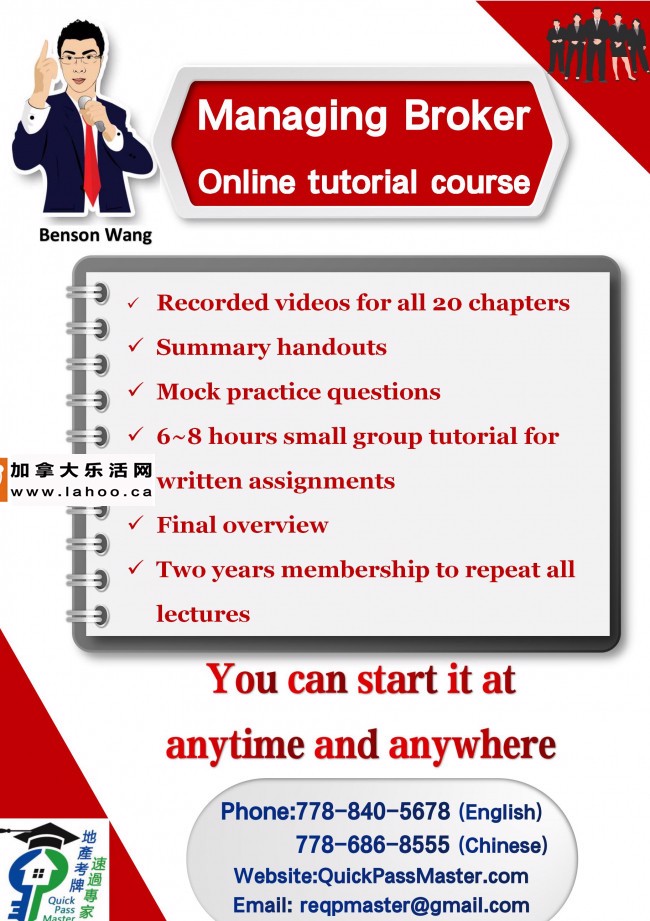 Managing Broker
Online tutorial course
Benson Wang
✓ Recorded videos for all 20 chapters
✓ Summary handouts
✓ Mock practice questions
✓ 6~8 hours small group tutorial for
written assignments
✓ Final overview
✓ Two years membership to repeat all
lectures
加拿大乐活网
www.lahoo.ca
You can start it at
anytime and anywhere
Phone:778-840-5678 (English)
778-686-8555 (Chinese)
Website:QuickPassMaster.com
Email: reqpmaster@gmail.com
地產考牌
速過專家
Quick
Pass
Master